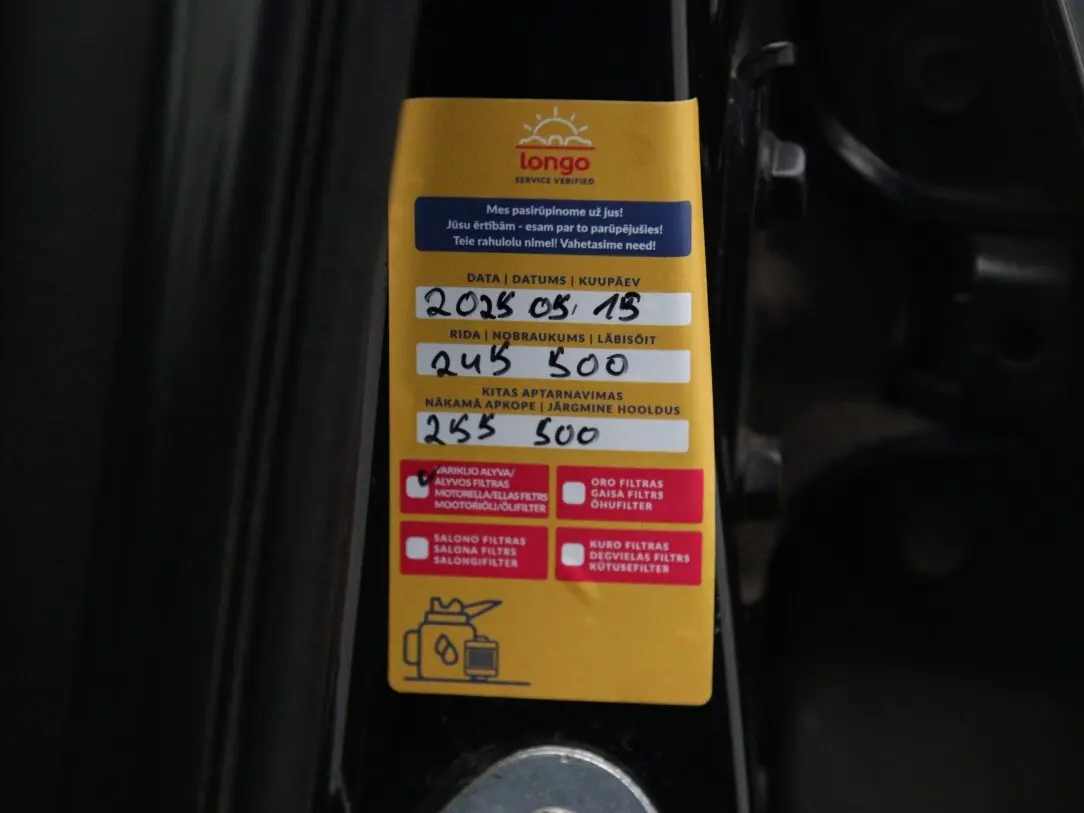 longo
SERVICE VERIFIED
Mes pasirūpinome už jus!
Jūsu ērtībām - esam par to parūpējušies!
Teie rahulolu nimel! Vahetasime need!
DATA | DATUMS | KUUPÄEV
2025 05. 15
RIDA | NOBRAUKUMS | LÄBISÕIT
245 500
KITAS APTARNAVIMAS
NĀKAMĀ APKOPE | JÄRGMINE HOOLDUS
255 500
VARIKLIO ALYVA/
ALYVOS FILTRAS
MOTOREĻĻA/EĻĻAS FILTRS
MOOTORIÕLI/ÕLIFILTER
ORO FILTRAS
GAISA FILTRS
ÕHUFILTER
SALONO FILTRAS
SALONA FILTRS
SALONGIFILTER
KURO FILTRAS
DEGVIELAS FILTRS
KÜTUSEFILTER